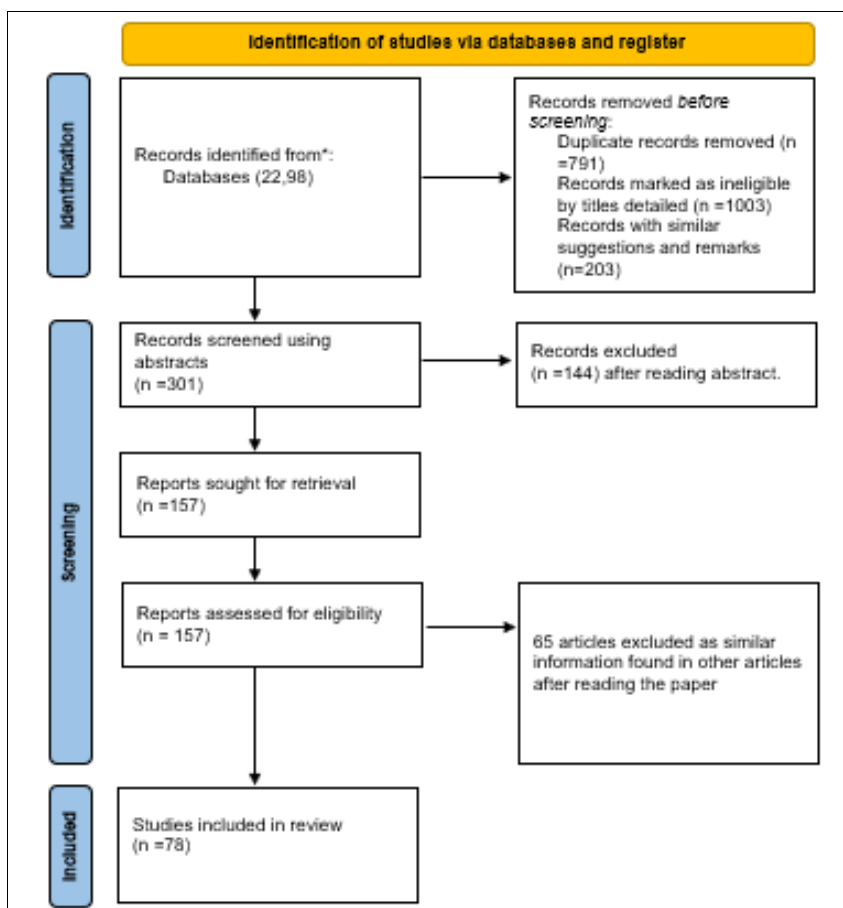 Identification of studies via databases and register
Identification
Records identified from*:
Databases (22,98)
Records removed before
screening:
Duplicate records removed (n
=791)
Records marked as ineligible
by titles detailed (n =1003)
Records with similar
suggestions and remarks
(n=203)
Screening
Records screened using
abstracts
(n =301)
Records excluded
(n =144) after reading abstract.
Reports sought for retrieval
(n =157)
Reports assessed for eligibility
(n = 157)
65 articles excluded as similar
information found in other articles
after reading the paper
Included
Studies included in review
(n =78)